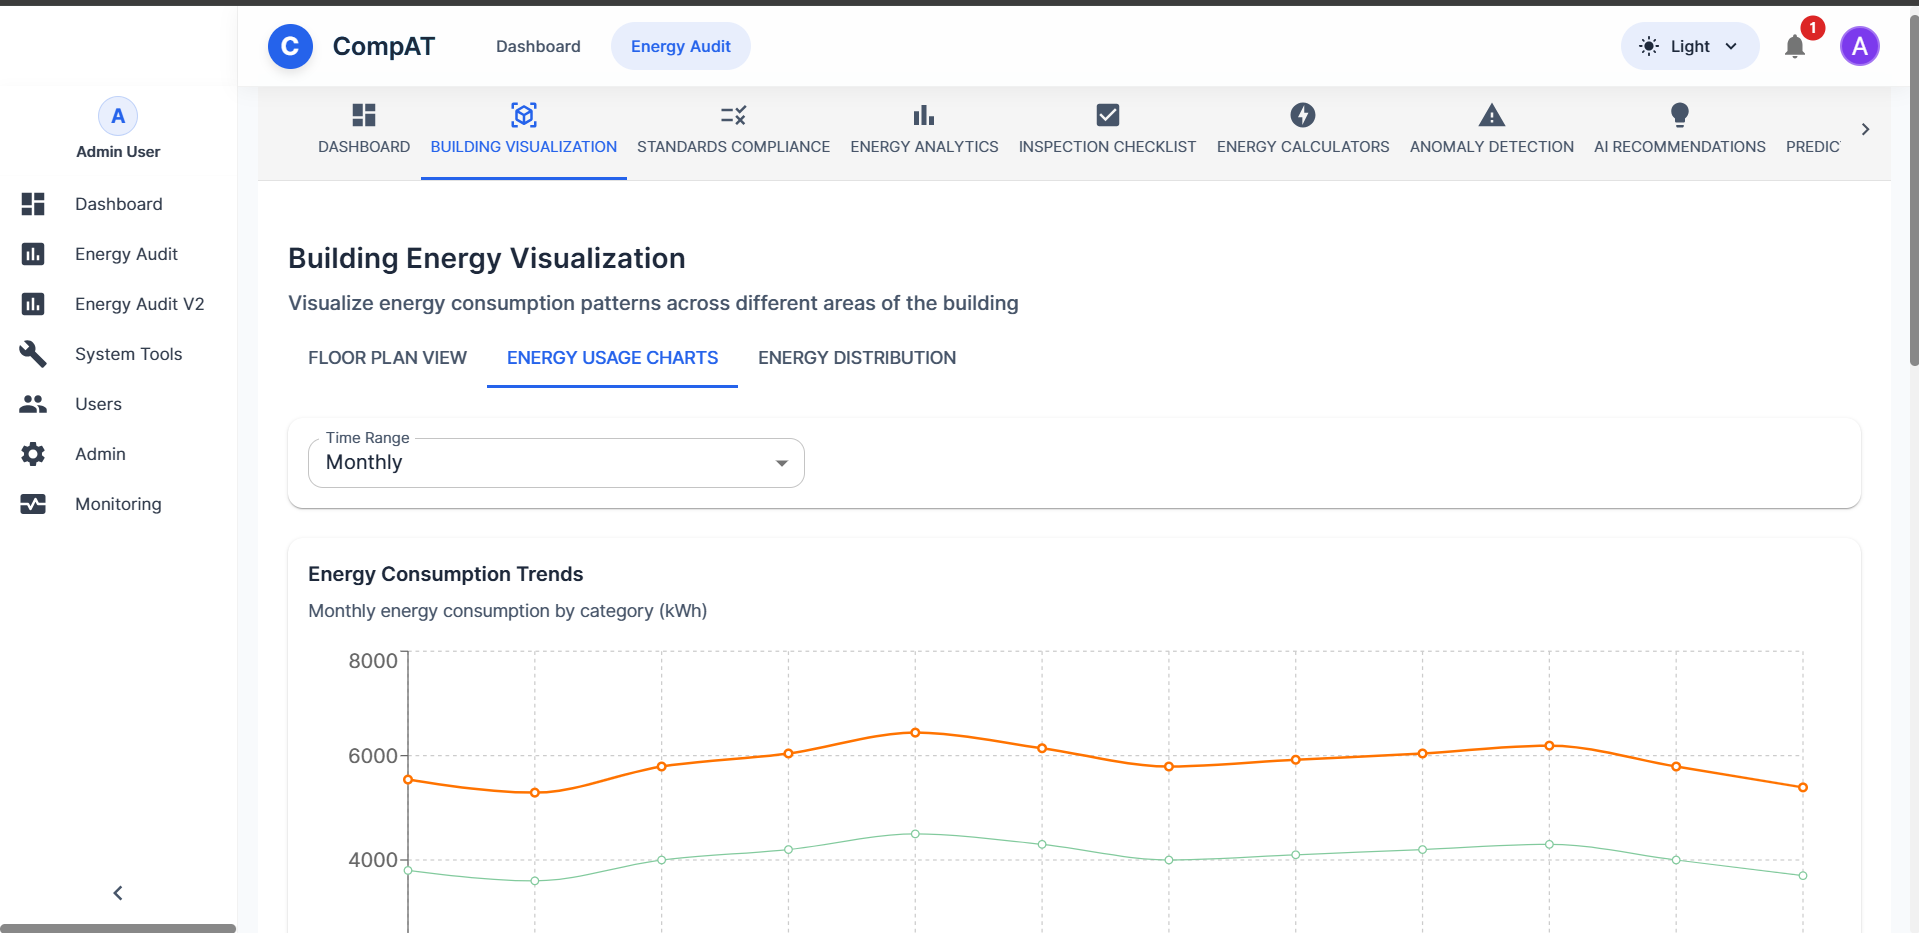 C CompAT Dashboard Energy Audit Light 1 A
A
Admin User
Dashboard
Energy Audit
Energy Audit V2
System Tools
Users
Admin
Monitoring
DASHBOARD BUILDING VISUALIZATION STANDARDS COMPLIANCE ENERGY ANALYTICS INSPECTION CHECKLIST ENERGY CALCULATORS ANOMALY DETECTION AI RECOMMENDATIONS PREDIC
Building Energy Visualization
Visualize energy consumption patterns across different areas of the building
FLOOR PLAN VIEW ENERGY USAGE CHARTS ENERGY DISTRIBUTION
Time Range
Monthly
Energy Consumption Trends
Monthly energy consumption by category (kWh)
8000
6000
4000